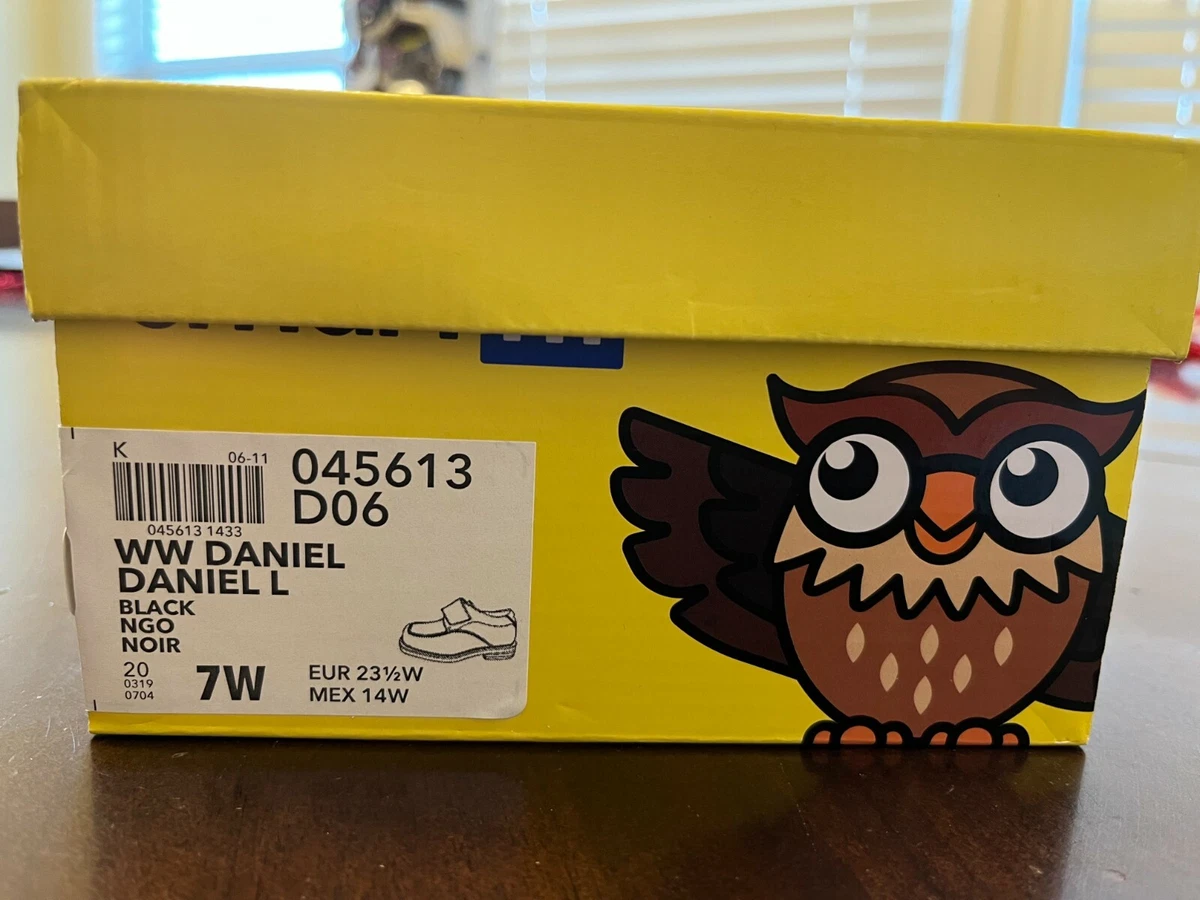 K
06-11
045613
D06
045613 1433
WW DANIEL
DANIEL L
BLACK
NGO
NOIR
20
0319
0704
7W
EUR 23½W
MEX 14W